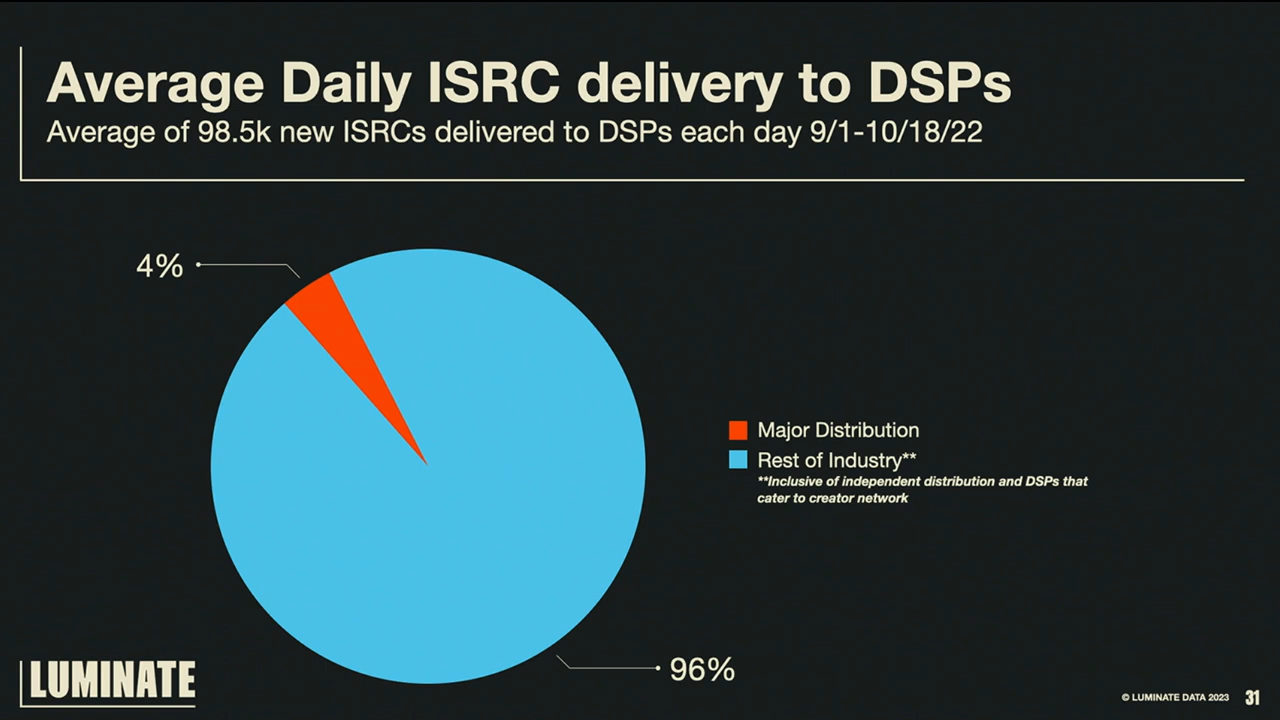 Average Daily ISRC delivery to DSPs
Average of 98.5k new ISRCs delivered to DSPs each day 9/1-10/18/22
4%
Major Distribution
Rest of Industry**
**Inclusive of independent distribution and DSPs that
cater to creator network
96%
LUMINATE
© LUMINATE DATA 2023
31